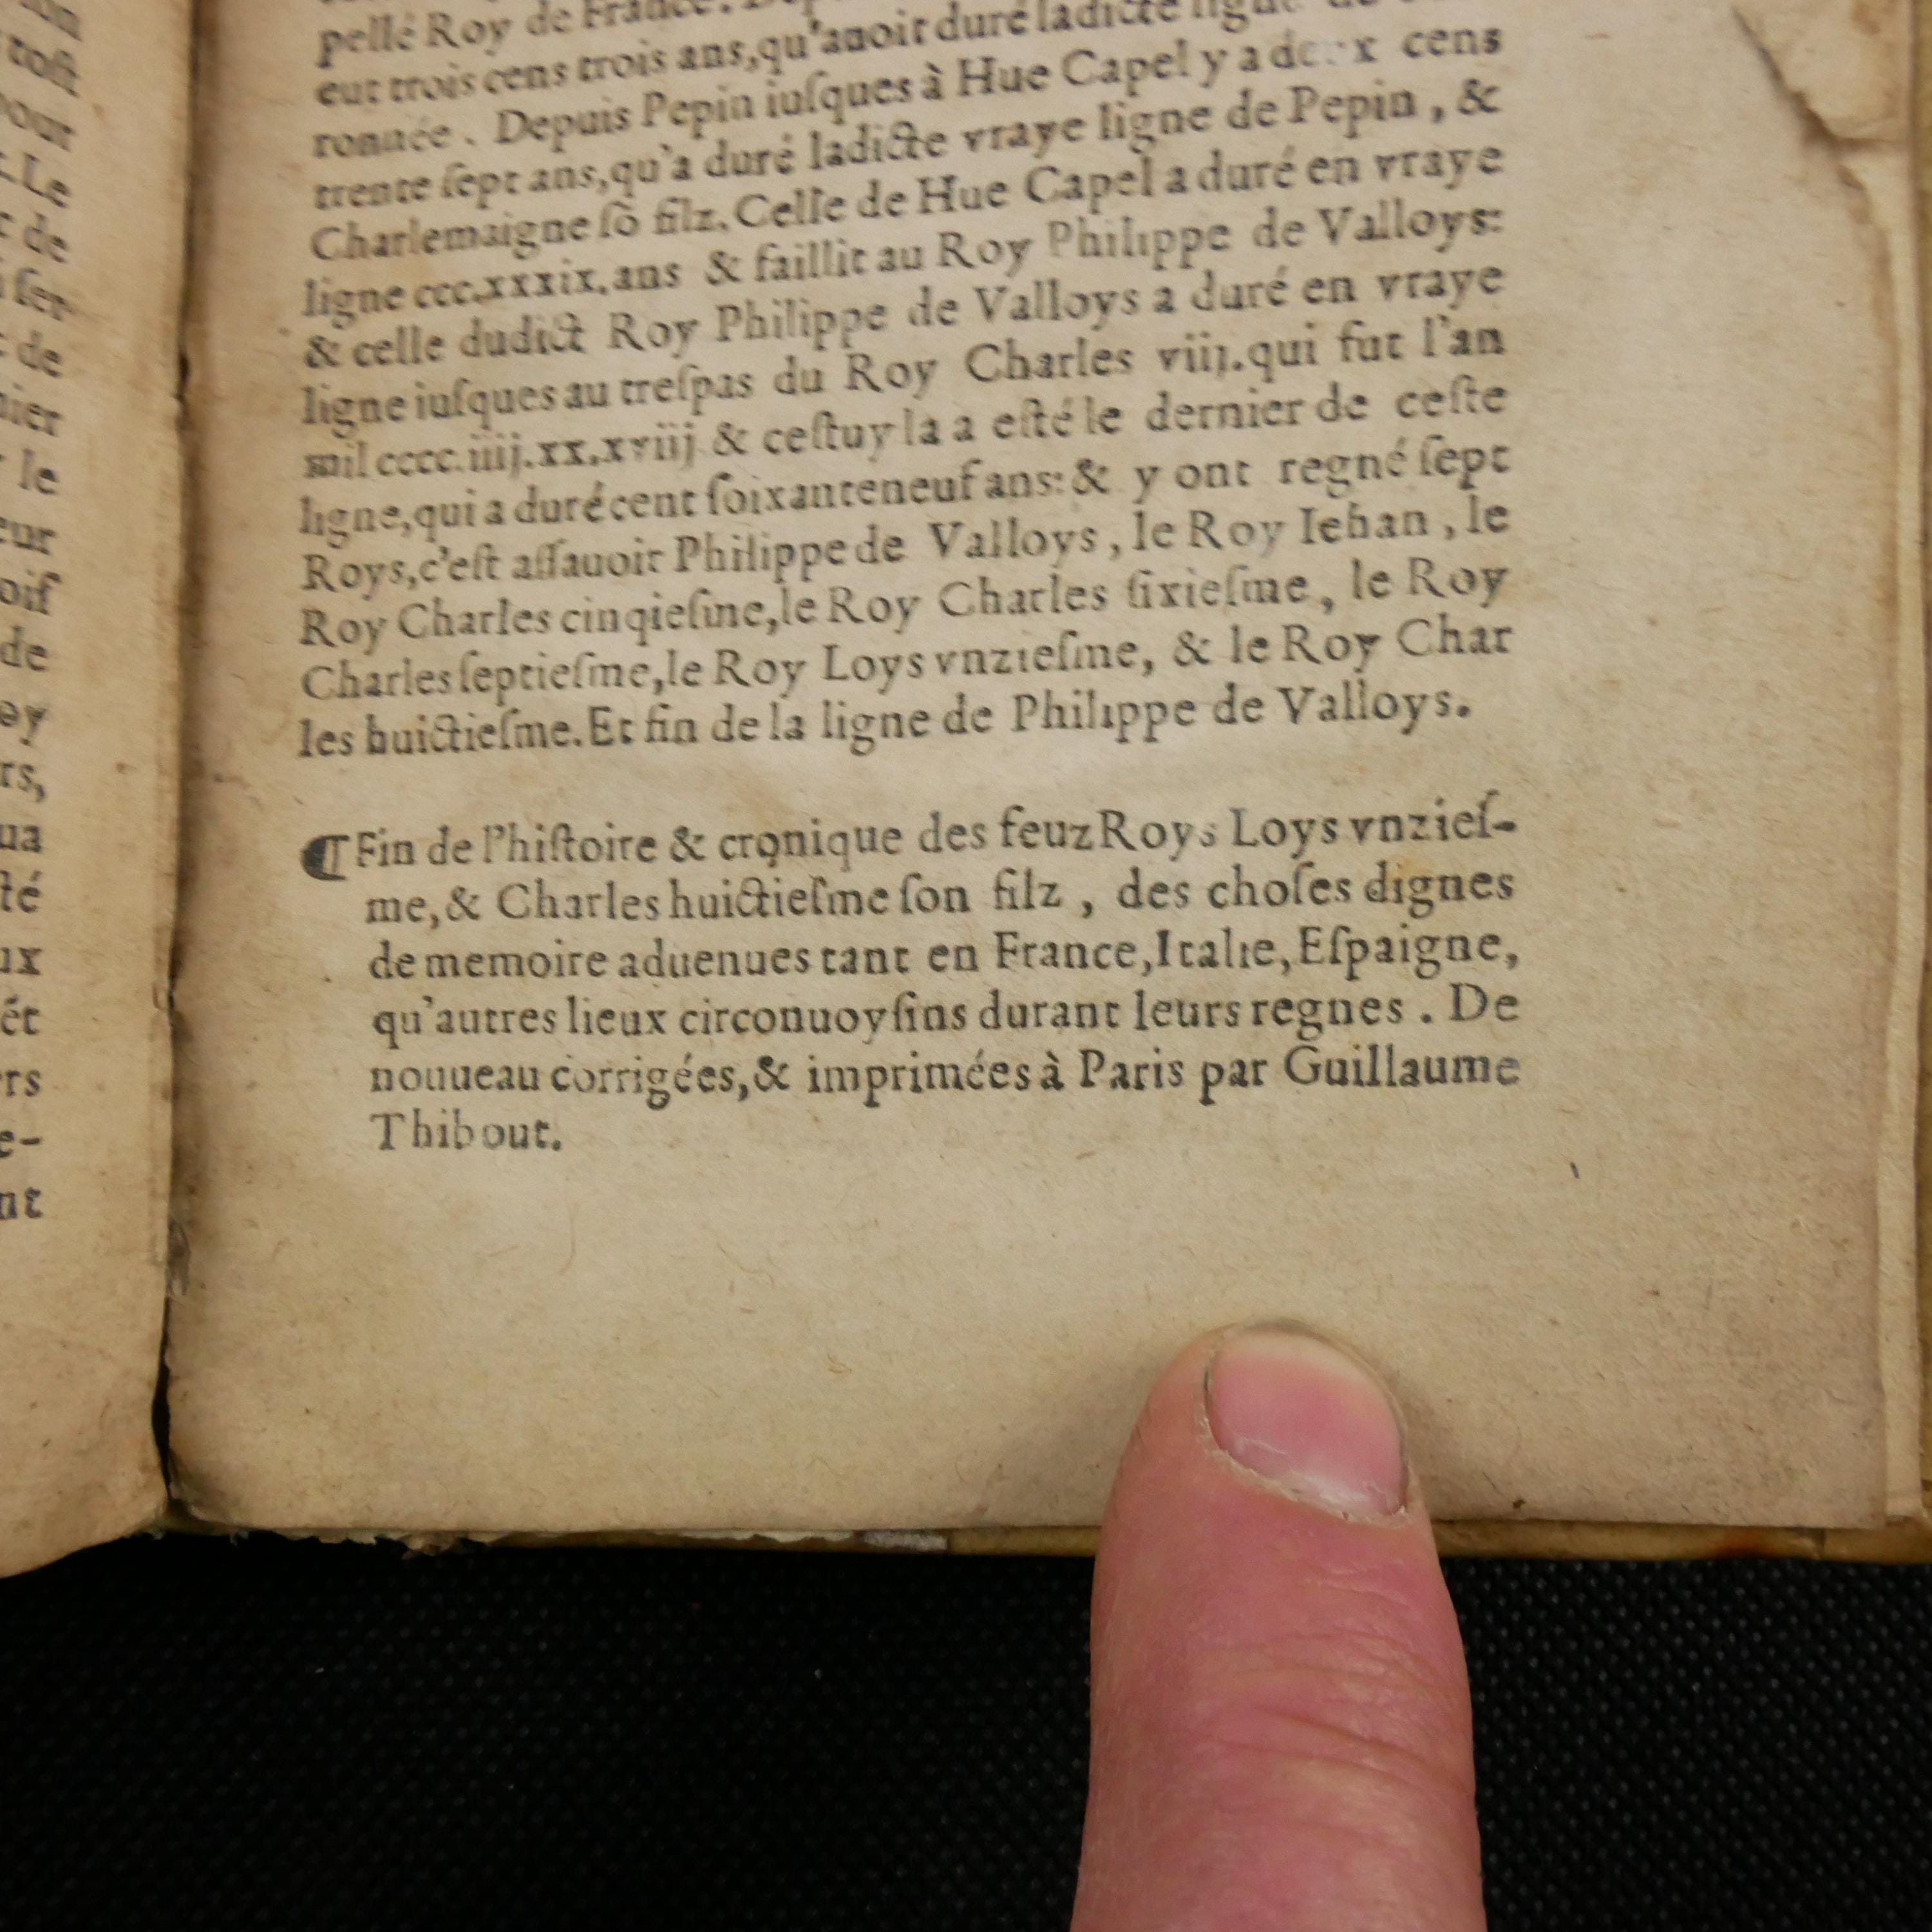 pellé Roy de France.
eut trois cens trois ans,qu'auoit duré ladicte ligne
ronnée . Depuis Pepin iuſques à Hue Capel y a deux cens
trente ſept ans,qu'a duré ladicte vraye ligne de Pepin , &
Charlemaigne ſō filz. Celle de Hue Capel a duré en vraye
ligne ccc.xxxix.ans & faillit au Roy Philippe de Valloys:
& celle dudict Roy Philippe de Valloys a duré en vraye
ligne iuſques au treſpas du Roy Charles viij.qui fut l'an
mil cccc.iiij.xx.xviij & ceſtuy la a eſté le dernier de ceſte
ligne,qui a duré cent ſoixanteneuf ans:& y ont regné ſept
Roys,c'eſt aſſauoir Philippe de Valloys , le Roy Iehan , le
Roy Charles cinqieſme,le Roy Charles ſixieſme , le Roy
Charles ſeptieſme,le Roy Loys vnzieſme, & le Roy Char
les huictieſme.Et fin de la ligne de Philippe de Valloys.
¶ Fin de l'hiſtoire & cronique des feuz Roys Loys vnzieſ-
me,& Charles huictieſme ſon filz , des choſes dignes
de memoire aduenues tant en France,Italie,Eſpaigne,
qu'autres lieux circonuoyſins durant leurs regnes . De
nouueau corrigées,& imprimées à Paris par Guillaume
Thibout.